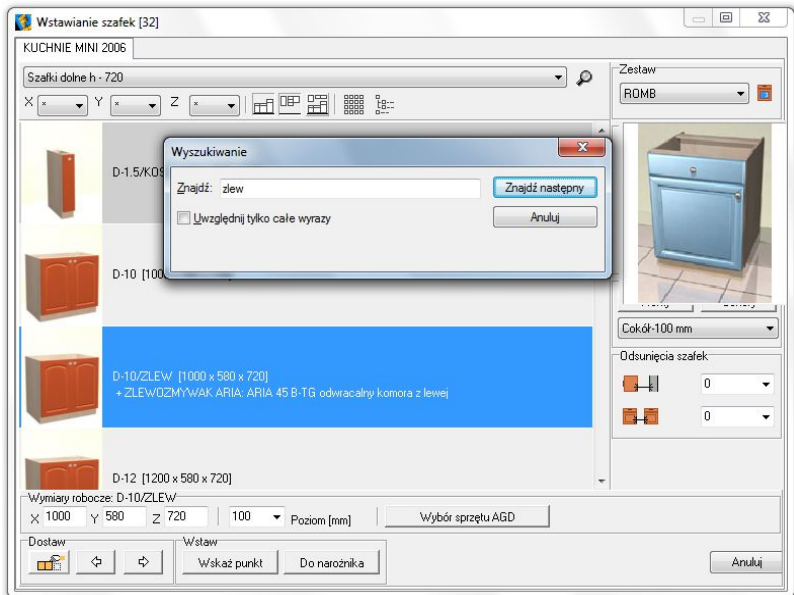 Wstawianie szafek [32]
KUCHNIE MINI 2006
Szafki dolne h - 720
X * Y * Z *
Zestaw
ROMB
D-1.5/KOS
Wyszukiwanie
Znajdź: zlew
Znajdź następny
Uwzględnij tylko całe wyrazy
Anuluj
D-10 [100
Cokół-100 mm
Odsunięcia szafek
0
0
D-10/ZLEW [1000 x 580 x 720]
+ ZLEWOZMYWAK ARIA: ARIA 45 B-TG odwracalny komora z lewej
D-12 [1200 x 580 x 720]
Wymiary robocze: D-10/ZLEW
X 1000 Y 580 Z 720 100 Poziom [mm] Wybór sprzętu AGD
Dostaw
Wstaw
Wskaż punkt Do narożnika
Anuluj